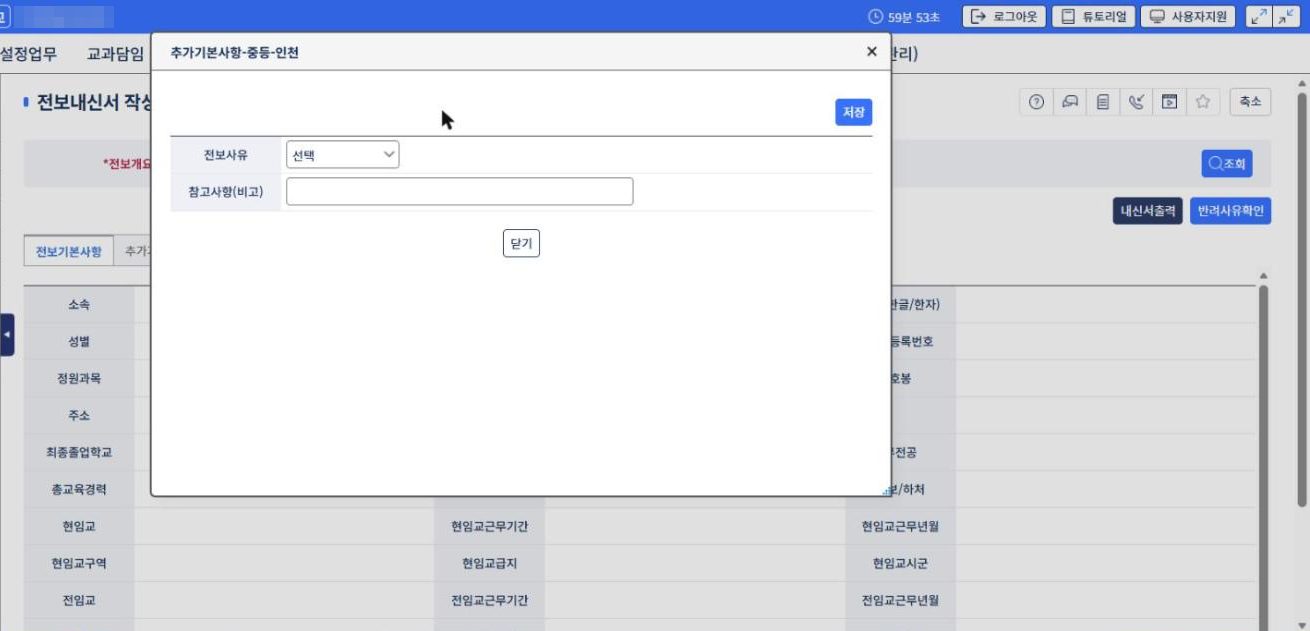 59분 53초
로그아웃
튜토리얼
사용자지원
설정업무
교과담임
관리)
추가기본사항-중등-인천
저장
전보사유
선택
참고사항(비고)
닫기
전보내신서 작성
축소
*전보개요
조회
내신서출력
반려사유확인
전보기본사항
추가
소속
한글/한자)
성별
등록번호
정원과목
호봉
주소
최종졸업학교
전공
총교육경력
/하처
현임교
현임교근무기간
현임교근무년월
현임교구역
현임교급지
현임교시군
전임교
전임교근무기간
전임교근무년월